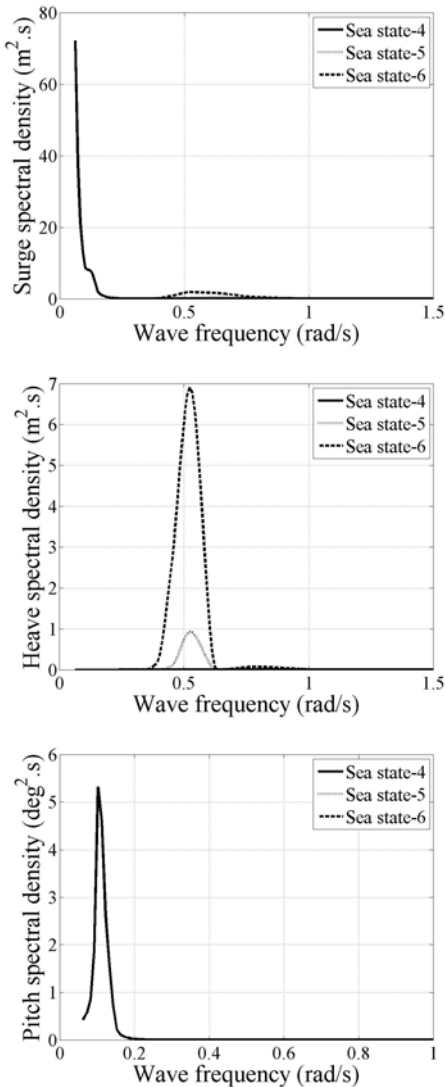 Surge spectral density (m².s)
80
60
40
20
0
Sea state-4
Sea state-5
Sea state-6
0 0.5 1 1.5
Wave frequency (rad/s)
Heave spectral density (m².s)
7
6
5
4
3
2
1
0
Sea state-4
Sea state-5
Sea state-6
0 0.5 1 1.5
Wave frequency (rad/s)
Pitch spectral density (deg².s)
6
5
4
3
2
1
0
Sea state-4
Sea state-5
Sea state-6
0 0.2 0.4 0.6 0.8 1
Wave frequency (rad/s)